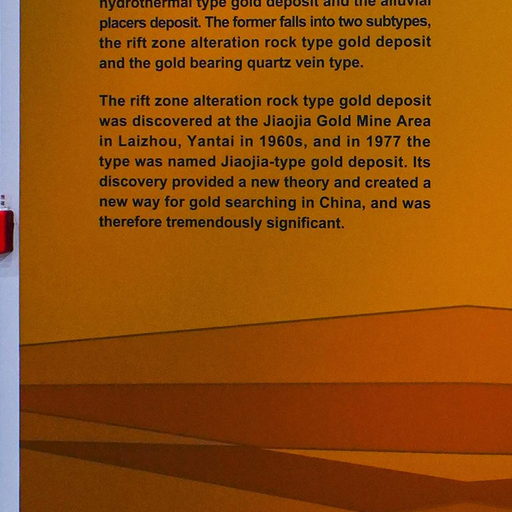 hydrothermal type gold deposit and the alluvial
placers deposit. The former falls into two subtypes,
the rift zone alteration rock type gold deposit
and the gold bearing quartz vein type.
The rift zone alteration rock type gold deposit
was discovered at the Jiaojia Gold Mine Area
in Laizhou, Yantai in 1960s, and in 1977 the
type was named Jiaojia-type gold deposit. Its
discovery provided a new theory and created a
new way for gold searching in China, and was
therefore tremendously significant.